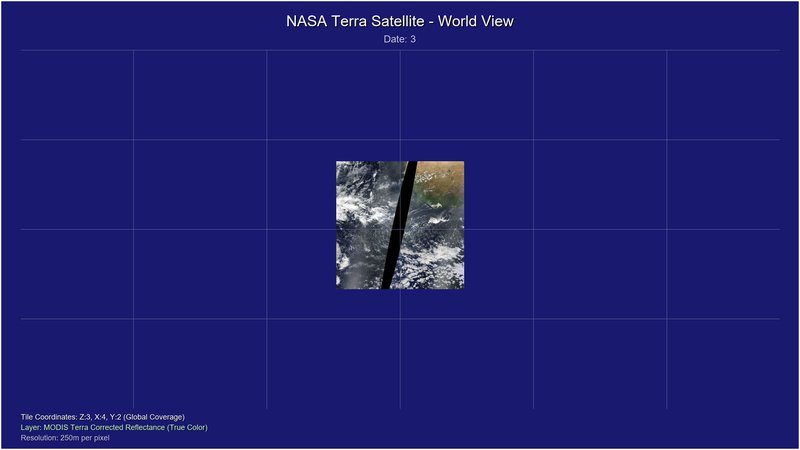 NASA Terra Satellite - World View
Date: 3
Tile Coordinates: Z:3, X:4, Y:2 (Global Coverage)
Layer: MODIS Terra Corrected Reflectance (True Color)
Resolution: 250m per pixel